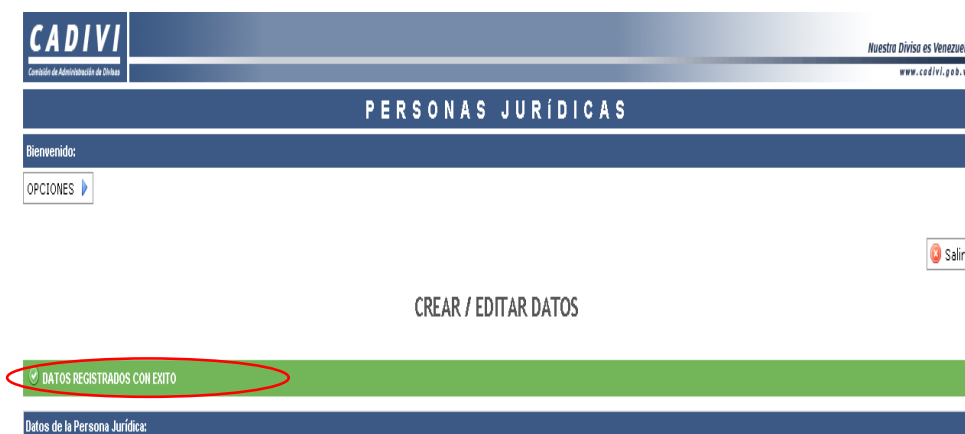 CADIVI
Comisión de Administración de Divisas
Nuestra Divisa es Venezuel
www.cadivi.gob.v
PERSONAS JURíDICAS
Bienvenido:
OPCIONES
Salir
CREAR / EDITAR DATOS
DATOS REGISTRADOS CON EXITO
Datos de la Persona Jurídica: